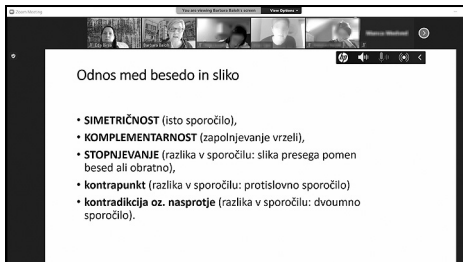 You are viewing Barbara Baloh's screen
View Options
Odnos med besedo in sliko
• SIMETRIČNOST (isto sporočilo),
• KOMPLEMENTARNOST (zapolnjevanje vrzeli),
• STOPNJEVANJE (razlika v sporočilu: slika presega pomen
besed ali obratno),
• kontrapunkt (razlika v sporočilu: protislovno sporočilo)
• kontradikcija oz. nasprotje (razlika v sporočilu: dvoumno
sporočilo).